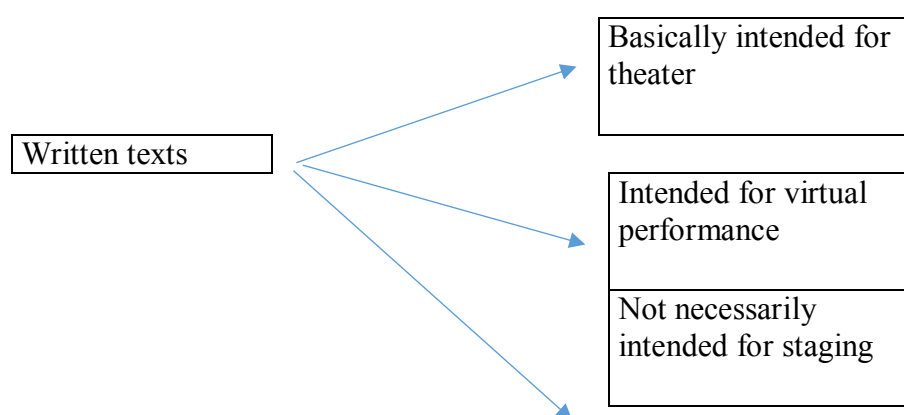 Basically intended for
theater
Written texts
Intended for virtual
performance
Not necessarily
intended for staging